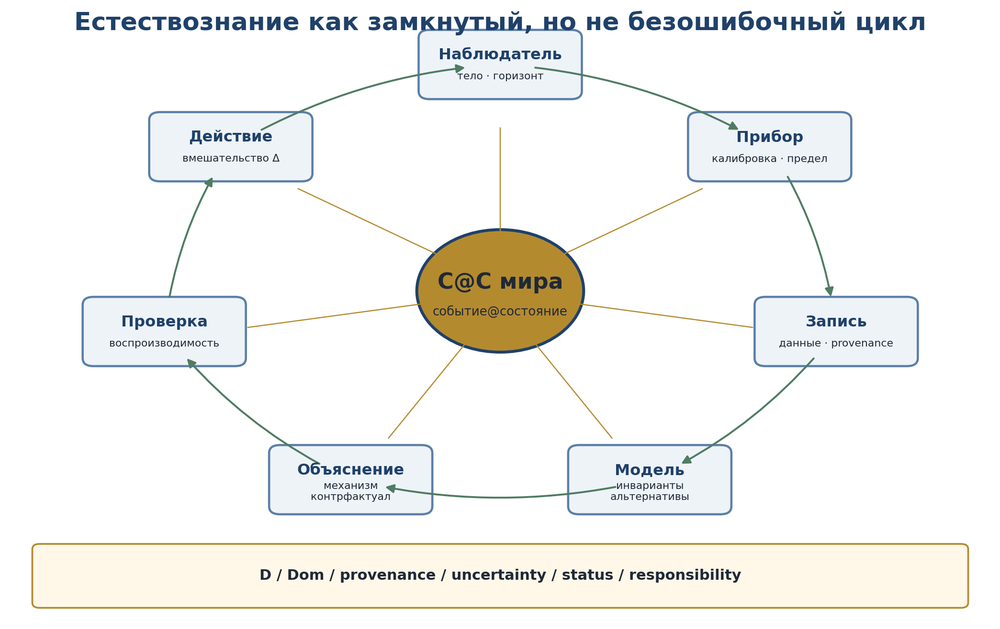 Естествознание как замкнутый, но не безошибочный цикл
Наблюдатель
тело · горизонт
Действие
вмешательство Δ
Прибор
калибровка · предел
C@C мира
событие@состояние
Проверка
воспроизводимость
Запись
данные · provenance
Объяснение
механизм
контрфактуал
Модель
инварианты
альтернативы
D / Dom / provenance / uncertainty / status / responsibility